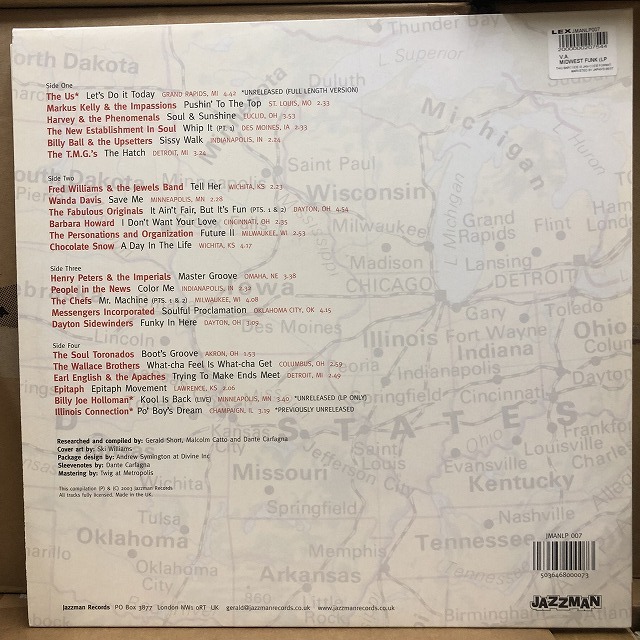 Side One
The Us* Let's Do it Today GRAND RAPIDS, MI 4.42 *UNRELEASED (FULL LENGTH VERSION)
Markus Kelly & the Impassions Pushin' To The Top ST. LOUIS, MO 2.33
Harvey & the Phenomenals Soul & Sunshine EUCLID, OH 3.53
The New Establishment In Soul Whip It (PT. 1) DES MOINES, IA 2.33
Billy Ball & the Upsetters Sissy Walk INDIANAPOLIS, IN 2.24
The T.M.G.'s The Hatch DETROIT, MI 3.24
Side Two
Fred Williams & the Jewels Band Tell Her WICHITA, KS 2.23
Wanda Davis Save Me MINNEAPOLIS, MN 2.28
The Fabulous Originals It Ain't Fair, But It's Fun (PTS. 1 & 2) DAYTON, OH 4.54
Barbara Howard I Don't Want Your Love CINCINNATI, OH 2.35
The Personations and Organization Future II MILWAUKEE, WI 2.53
Chocolate Snow A Day In The Life WICHITA, KS 4.17
Side Three
Henry Peters & the Imperials Master Groove OMAHA, NE 3.38
People in the News Color Me INDIANAPOLIS, IN 2.32
The Chefs Mr. Machine (PTS. 1 & 2) MILWAUKEE, WI 4.08
Messengers Incorporated Soulful Proclamation OKLAHOMA CITY, OK 4.15
Dayton Sidewinders Funky In Here DAYTON, OH 3.09
Side Four
The Soul Toronados Boot's Groove AKRON, OH 1.53
The Wallace Brothers What-cha Feel Is What-cha Get COLUMBUS, OH 2.59
Earl English & the Apaches Trying To Make Ends Meet DETROIT, MI 2.49
Epitaph Epitaph Movement LAWRENCE, KS 2.06
Billy Joe Holloman* Kool Is Back (LIVE) MINNEAPOLIS, MN 3.40 *UNRELEASED (LP ONLY)
Illinois Connection* Po' Boy's Dream CHAMPAIGN, IL 3.19 *PREVIOUSLY UNRELEASED
Researched and compiled by: Gerald Short, Malcolm Catto and Dante Carfagna
Cover art by: Ski Williams
Package design by: Andrew Symington at Divine Inc
Sleevenotes by: Dante Carfagna
Mastering by: Twig at Metropolis
This compilation (P) & (C) 2003 Jazzman Records
All tracks fully licensed. Made in the UK.
Jazzman Records PO Box 3877 London NW1 0RT UK gerald@jazzmanrecords.co.uk www.jazzmanrecords.co.uk
LEX JMANLP007
V.A.
MIDWEST FUNK (LP
JMANLP 007
5036468000073
JAZZMAN
North Dakota
Thunder Bay
L Superior
Duluth
South Dakota
Minneapolis
Saint Paul
Wisconsin
Michigan
L Michigan
L Huron
Grand Rapids
Flint
Lansing
DETROIT
Milwaukee
Madison
CHICAGO
Iowa
Des Moines
Lincoln
Gary
Toledo
Fort Wayne
Illinois
Indiana
Indianapolis
Ohio
Springfield
Cincinnati
STATES
Kansas City
Saint Louis
Jefferson City
Ohio
Evansville
Frankfort
Louisville
Missouri
Kentucky
Wichita
Springfield
Tulsa
Oklahoma
Oklahoma City
Nashville
Tennessee
Memphis
Arkansas
Birmingham